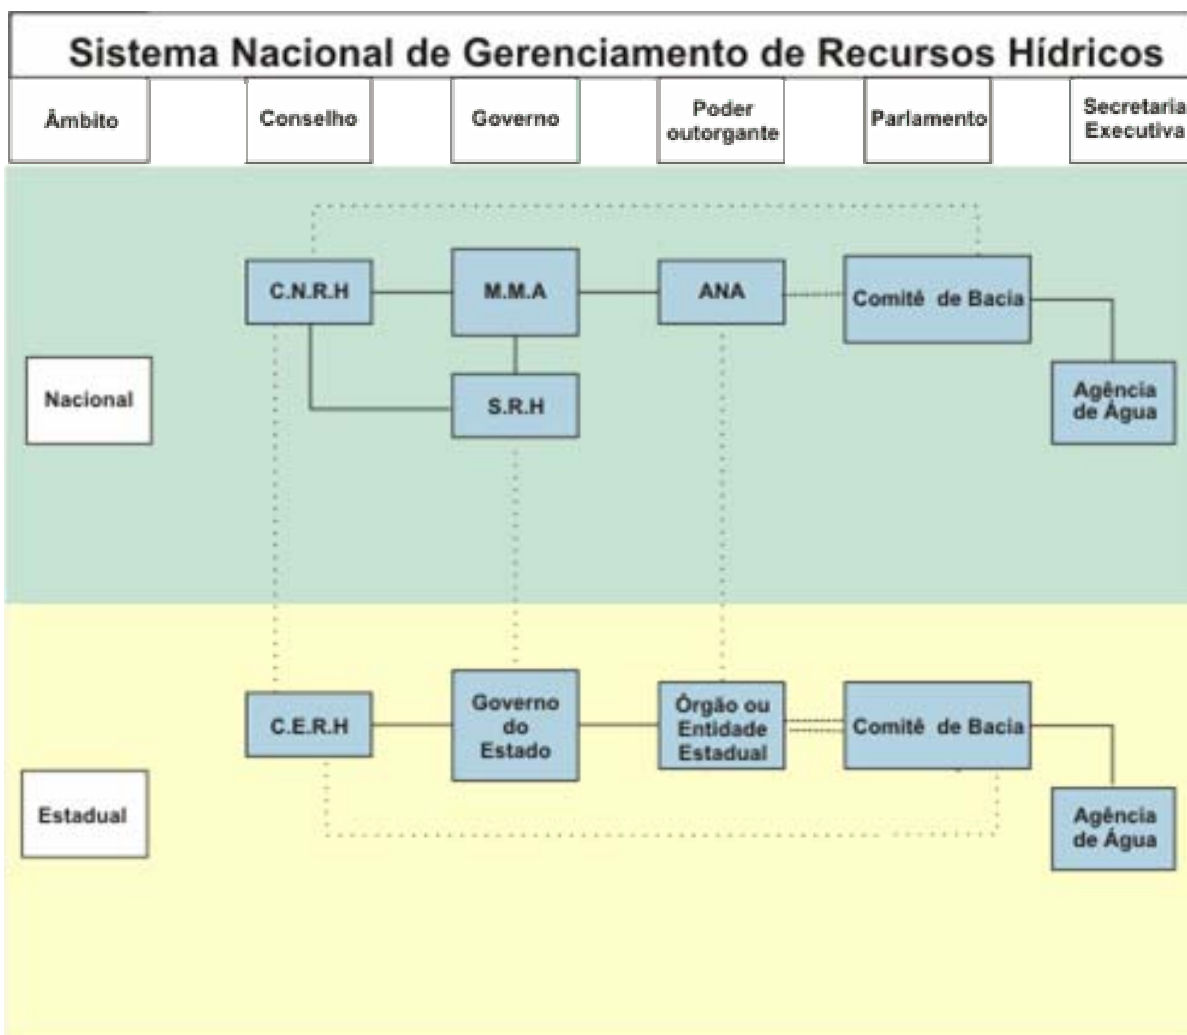 Sistema Nacional de Gerenciamento de Recursos Hídricos
Âmbito
Conselho
Governo
Poder
outorgante
Parlamento
Secretaria
Executiva
Nacional
C.N.R.H
M.M.A
S.R.H
ANA
Comitê de Bacia
Agência
de Água
Estadual
C.E.R.H
Governo
do
Estado
Órgão ou
Entidade
Estadual
Comitê de Bacia
Agência
de Água